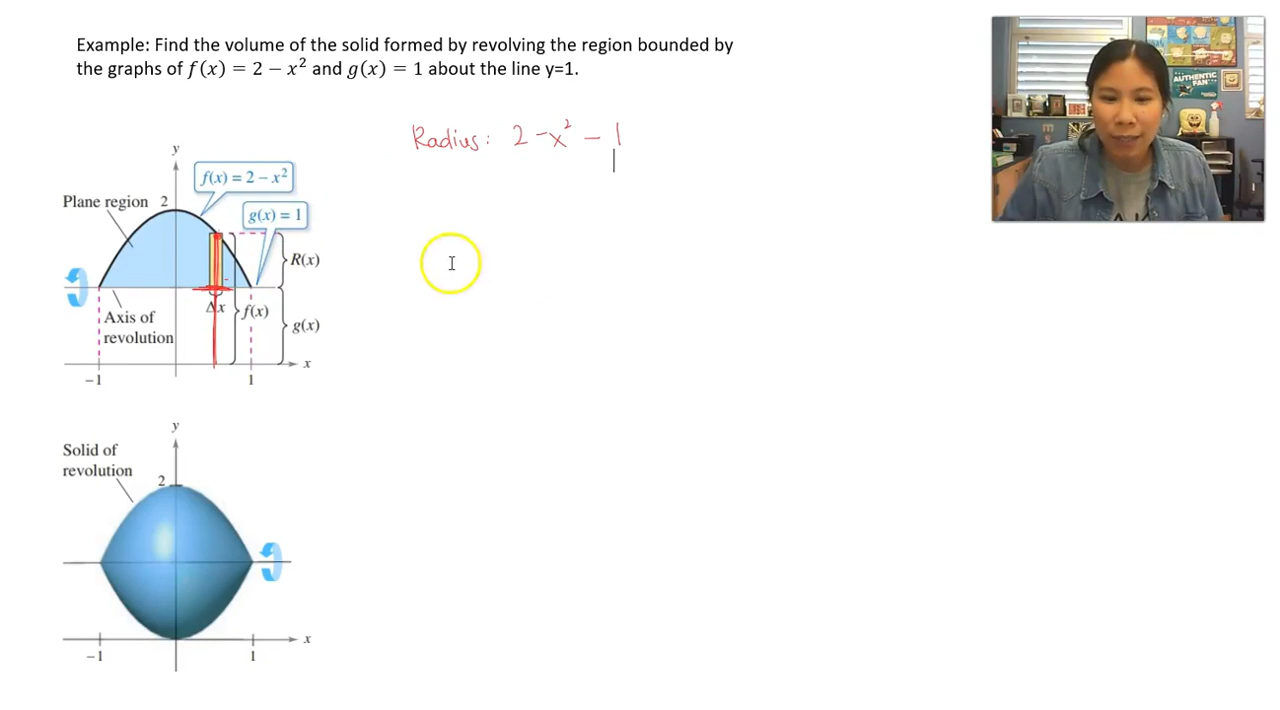 Example: Find the volume of the solid formed by revolving the region bounded by
the graphs of f(x) = 2 − x² and g(x) = 1 about the line y=1.
Radius: 2 -x² - 1
y
f(x) = 2 − x²
Plane region 2
g(x) = 1
R(x)
Δx
f(x)
Axis of
revolution
g(x)
x
−1
1
y
Solid of
revolution
2
x
−1
1
AUTHENTIC
FAN